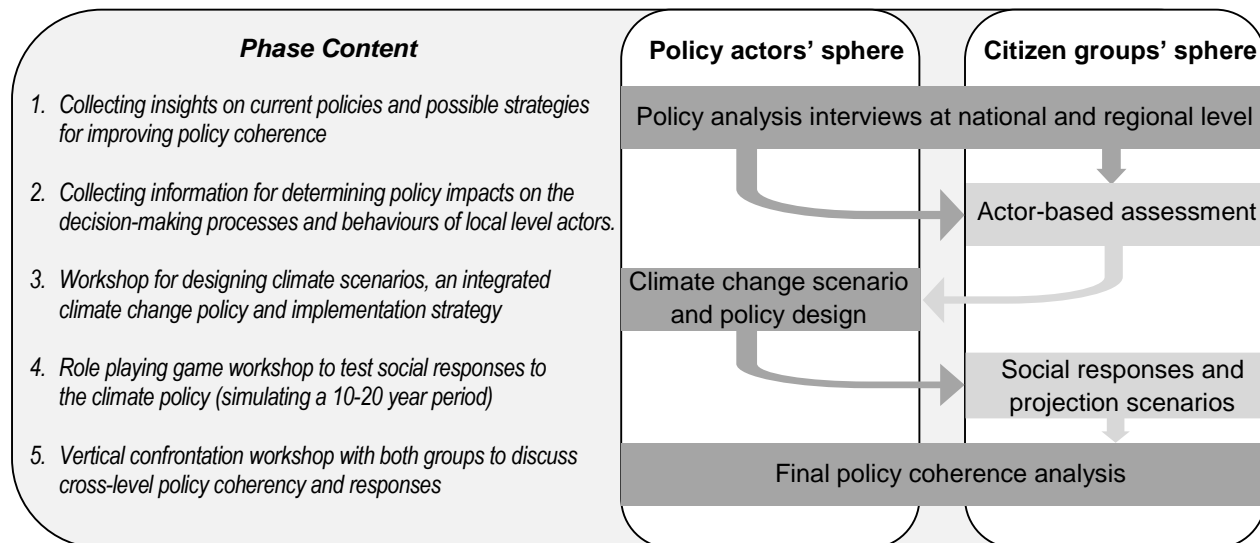 Phase Content
1. Collecting insights on current policies and possible strategies
for improving policy coherence
2. Collecting information for determining policy impacts on the
decision-making processes and behaviours of local level actors.
3. Workshop for designing climate scenarios, an integrated
climate change policy and implementation strategy
4. Role playing game workshop to test social responses to
the climate policy (simulating a 10-20 year period)
5. Vertical confrontation workshop with both groups to discuss
cross-level policy coherency and responses
Policy actors' sphere
Citizen groups' sphere
Policy analysis interviews at national and regional level
Actor-based assessment
Climate change scenario
and policy design
Social responses and
projection scenarios
Final policy coherence analysis